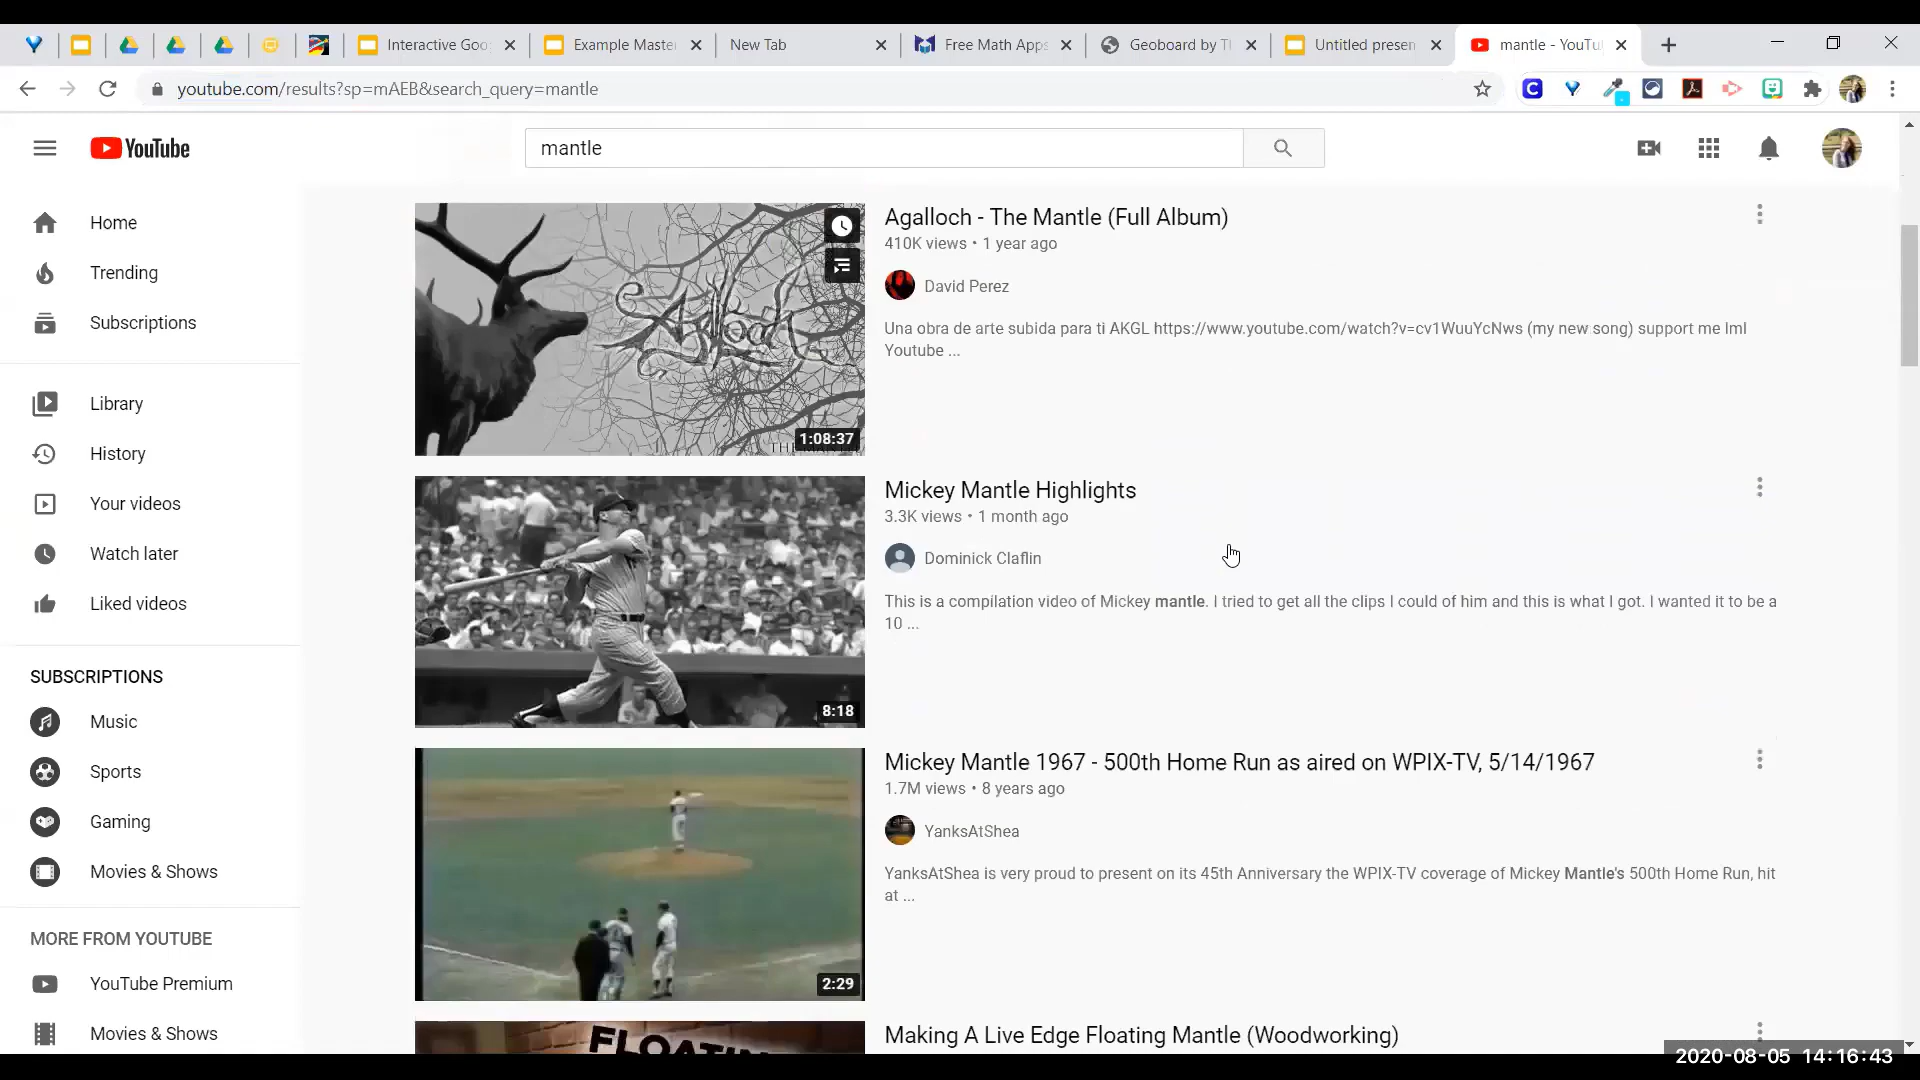 Interactive Goo
Example Master
New Tab
Free Math Apps
Geoboard by Th
Untitled presen
mantle - YouTu
youtube.com/results?sp=mAEB&search_query=mantle
YouTube
mantle
Home
Trending
Subscriptions
Library
History
Your videos
Watch later
Liked videos
SUBSCRIPTIONS
Music
Sports
Gaming
Movies & Shows
MORE FROM YOUTUBE
YouTube Premium
Movies & Shows
Agalloch
1:08:37
Agalloch - The Mantle (Full Album)
410K views • 1 year ago
David Perez
Una obra de arte subida para ti AKGL https://www.youtube.com/watch?v=cv1WuuYcNws (my new song) support me lml
Youtube ...
8:18
Mickey Mantle Highlights
3.3K views • 1 month ago
Dominick Claflin
This is a compilation video of Mickey mantle. I tried to get all the clips I could of him and this is what I got. I wanted it to be a
10 ...
2:29
Mickey Mantle 1967 - 500th Home Run as aired on WPIX-TV, 5/14/1967
1.7M views • 8 years ago
YanksAtShea
YanksAtShea is very proud to present on its 45th Anniversary the WPIX-TV coverage of Mickey Mantle's 500th Home Run, hit
at ...
FLOATIN
Making A Live Edge Floating Mantle (Woodworking)
2020-08-05 14:16:43